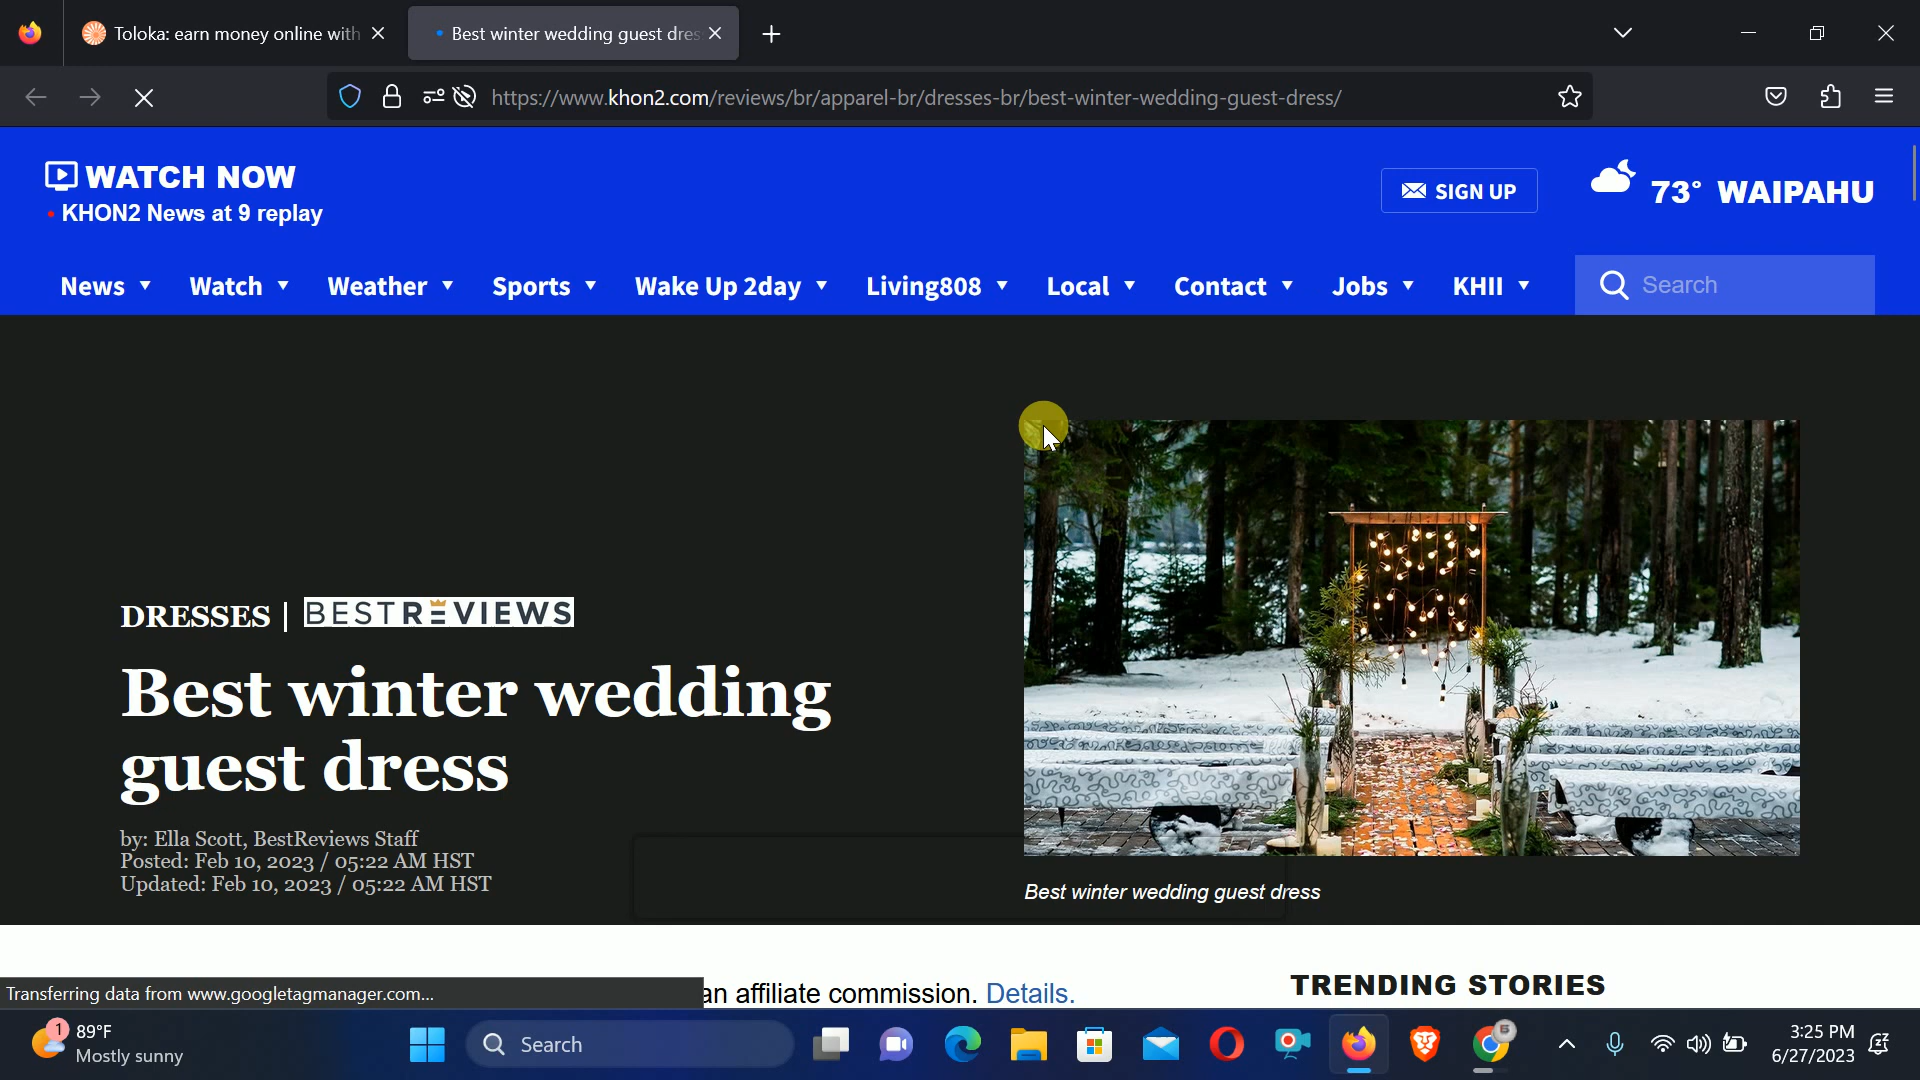 Toloka: earn money online with
Best winter wedding guest dres
https://www.khon2.com/reviews/br/apparel-br/dresses-br/best-winter-wedding-guest-dress/
WATCH NOW
KHON2 News at 9 replay
SIGN UP
73° WAIPAHU
News Watch Weather Sports Wake Up 2day Living808 Local Contact Jobs KHII Search
DRESSES | BESTREVIEWS
Best winter wedding
guest dress
by: Ella Scott, BestReviews Staff
Posted: Feb 10, 2023 / 05:22 AM HST
Updated: Feb 10, 2023 / 05:22 AM HST
Best winter wedding guest dress
an affiliate commission. Details.
TRENDING STORIES
Transferring data from www.googletagmanager.com...
1
89°F
Mostly sunny
Search
3:25 PM
6/27/2023